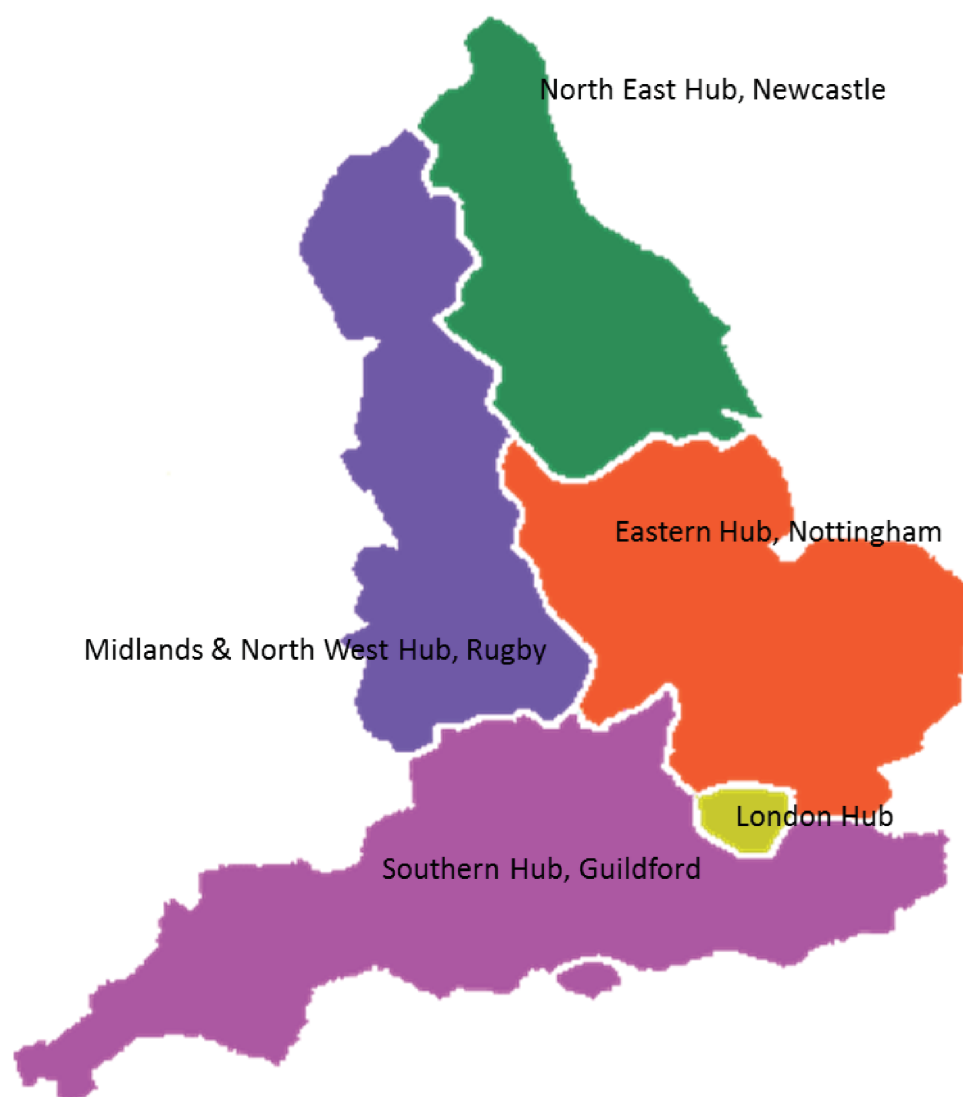 North East Hub, Newcastle
Eastern Hub, Nottingham
Midlands & North West Hub, Rugby
London Hub
Southern Hub, Guildford